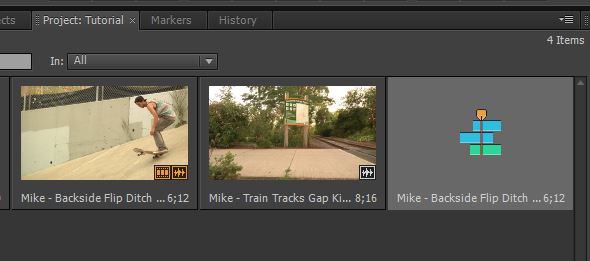 Project: Tutorial × Markers History
4 Items
In: All
Mike - Backside Flip Ditch ... 6;12
Mike - Train Tracks Gap Ki... 8;16
Mike - Backside Flip Ditch ... 6;12